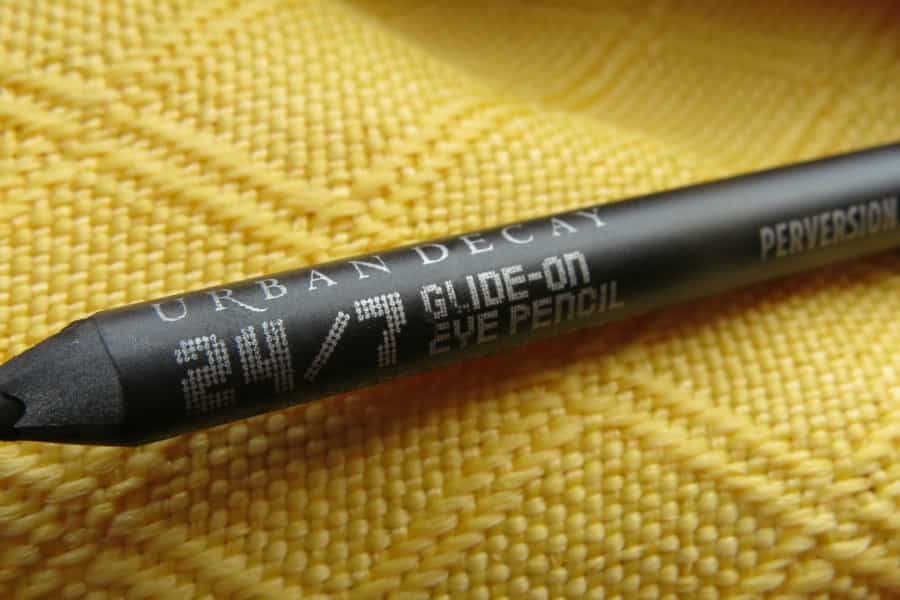 URBAN DECAY
24/7 GLIDE-ON
EYE PENCIL
PERVERSION